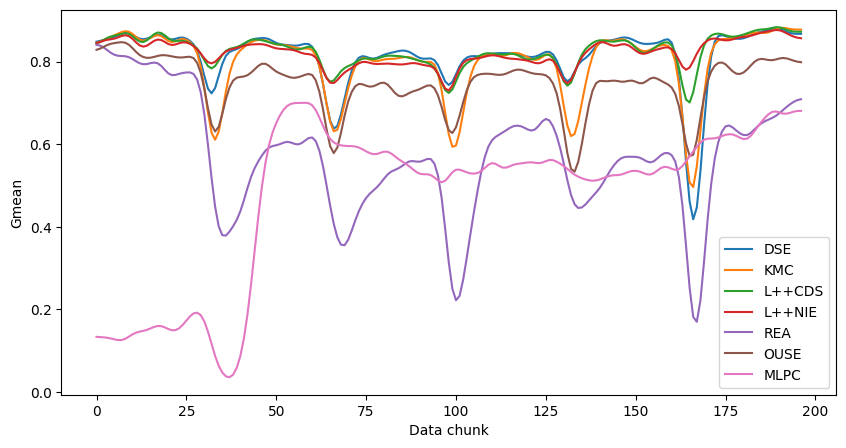 0.8
0.6
0.4
0.2
0.0
Gmean
0 25 50 75 100 125 150 175 200
Data chunk
DSE
KMC
L++CDS
L++NIE
REA
OUSE
MLPC